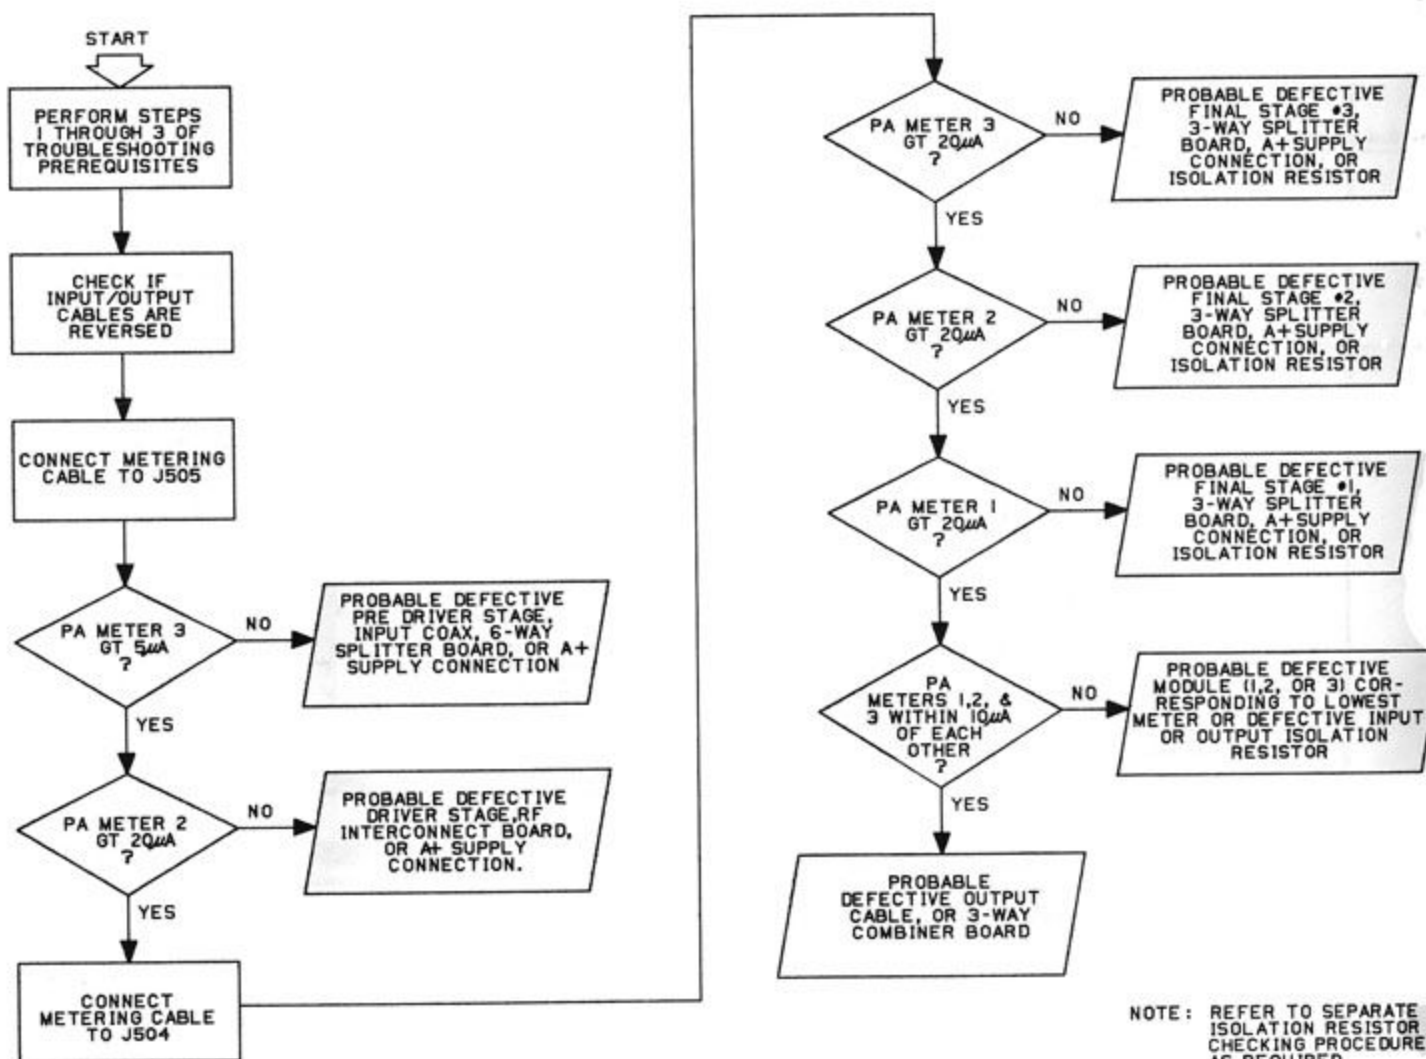 START
PERFORM STEPS
1 THROUGH 3 OF
TROUBLESHOOTING
PREREQUISITES
CHECK IF
INPUT/OUTPUT
CABLES ARE
REVERSED
CONNECT METERING
CABLE TO J505
PA METER 3
GT 5µA
?
NO
PROBABLE DEFECTIVE
PRE DRIVER STAGE,
INPUT COAX, 6-WAY
SPLITTER BOARD, OR A+
SUPPLY CONNECTION
YES
PA METER 2
GT 20µA
?
NO
PROBABLE DEFECTIVE
DRIVER STAGE,RF
INTERCONNECT BOARD,
OR A+ SUPPLY
CONNECTION.
YES
CONNECT
METERING CABLE
TO J504
PA METER 3
GT 20µA
?
NO
PROBABLE DEFECTIVE
FINAL STAGE #3,
3-WAY SPLITTER
BOARD, A+SUPPLY
CONNECTION, OR
ISOLATION RESISTOR
YES
PA METER 2
GT 20µA
?
NO
PROBABLE DEFECTIVE
FINAL STAGE #2,
3-WAY SPLITTER
BOARD, A+SUPPLY
CONNECTION, OR
ISOLATION RESISTOR
YES
PA METER 1
GT 20µA
?
NO
PROBABLE DEFECTIVE
FINAL STAGE #1,
3-WAY SPLITTER
BOARD, A+SUPPLY
CONNECTION, OR
ISOLATION RESISTOR
YES
PA
METERS 1,2, &
3 WITHIN 10µA
OF EACH
OTHER
?
NO
PROBABLE DEFECTIVE
MODULE (1,2, OR 3) COR-
RESPONDING TO LOWEST
METER OR DEFECTIVE INPUT
OR OUTPUT ISOLATION
RESISTOR
YES
PROBABLE
DEFECTIVE OUTPUT
CABLE, OR 3-WAY
COMBINER BOARD
NOTE: REFER TO SEPARATE
ISOLATION RESISTOR
CHECKING PROCEDURE
AS REQUIRED